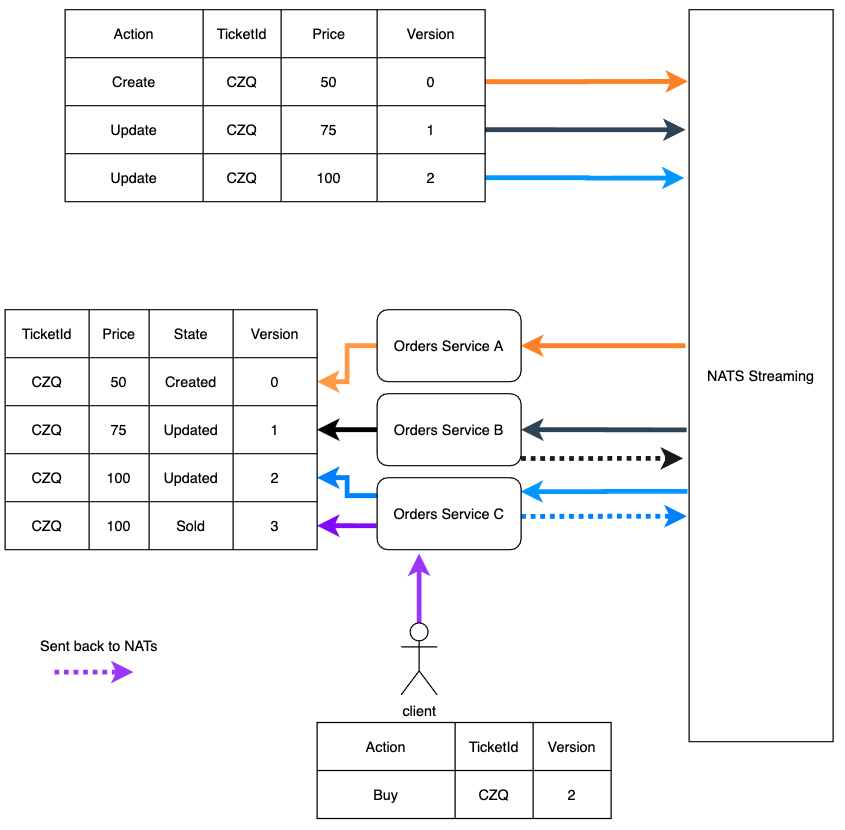 Action TicketId Price Version
Create CZQ 50 0
Update CZQ 75 1
Update CZQ 100 2
TicketId Price State Version
CZQ 50 Created 0
CZQ 75 Updated 1
CZQ 100 Updated 2
CZQ 100 Sold 3
Orders Service A
Orders Service B
Orders Service C
NATS Streaming
Sent back to NATs
client
Action TicketId Version
Buy CZQ 2